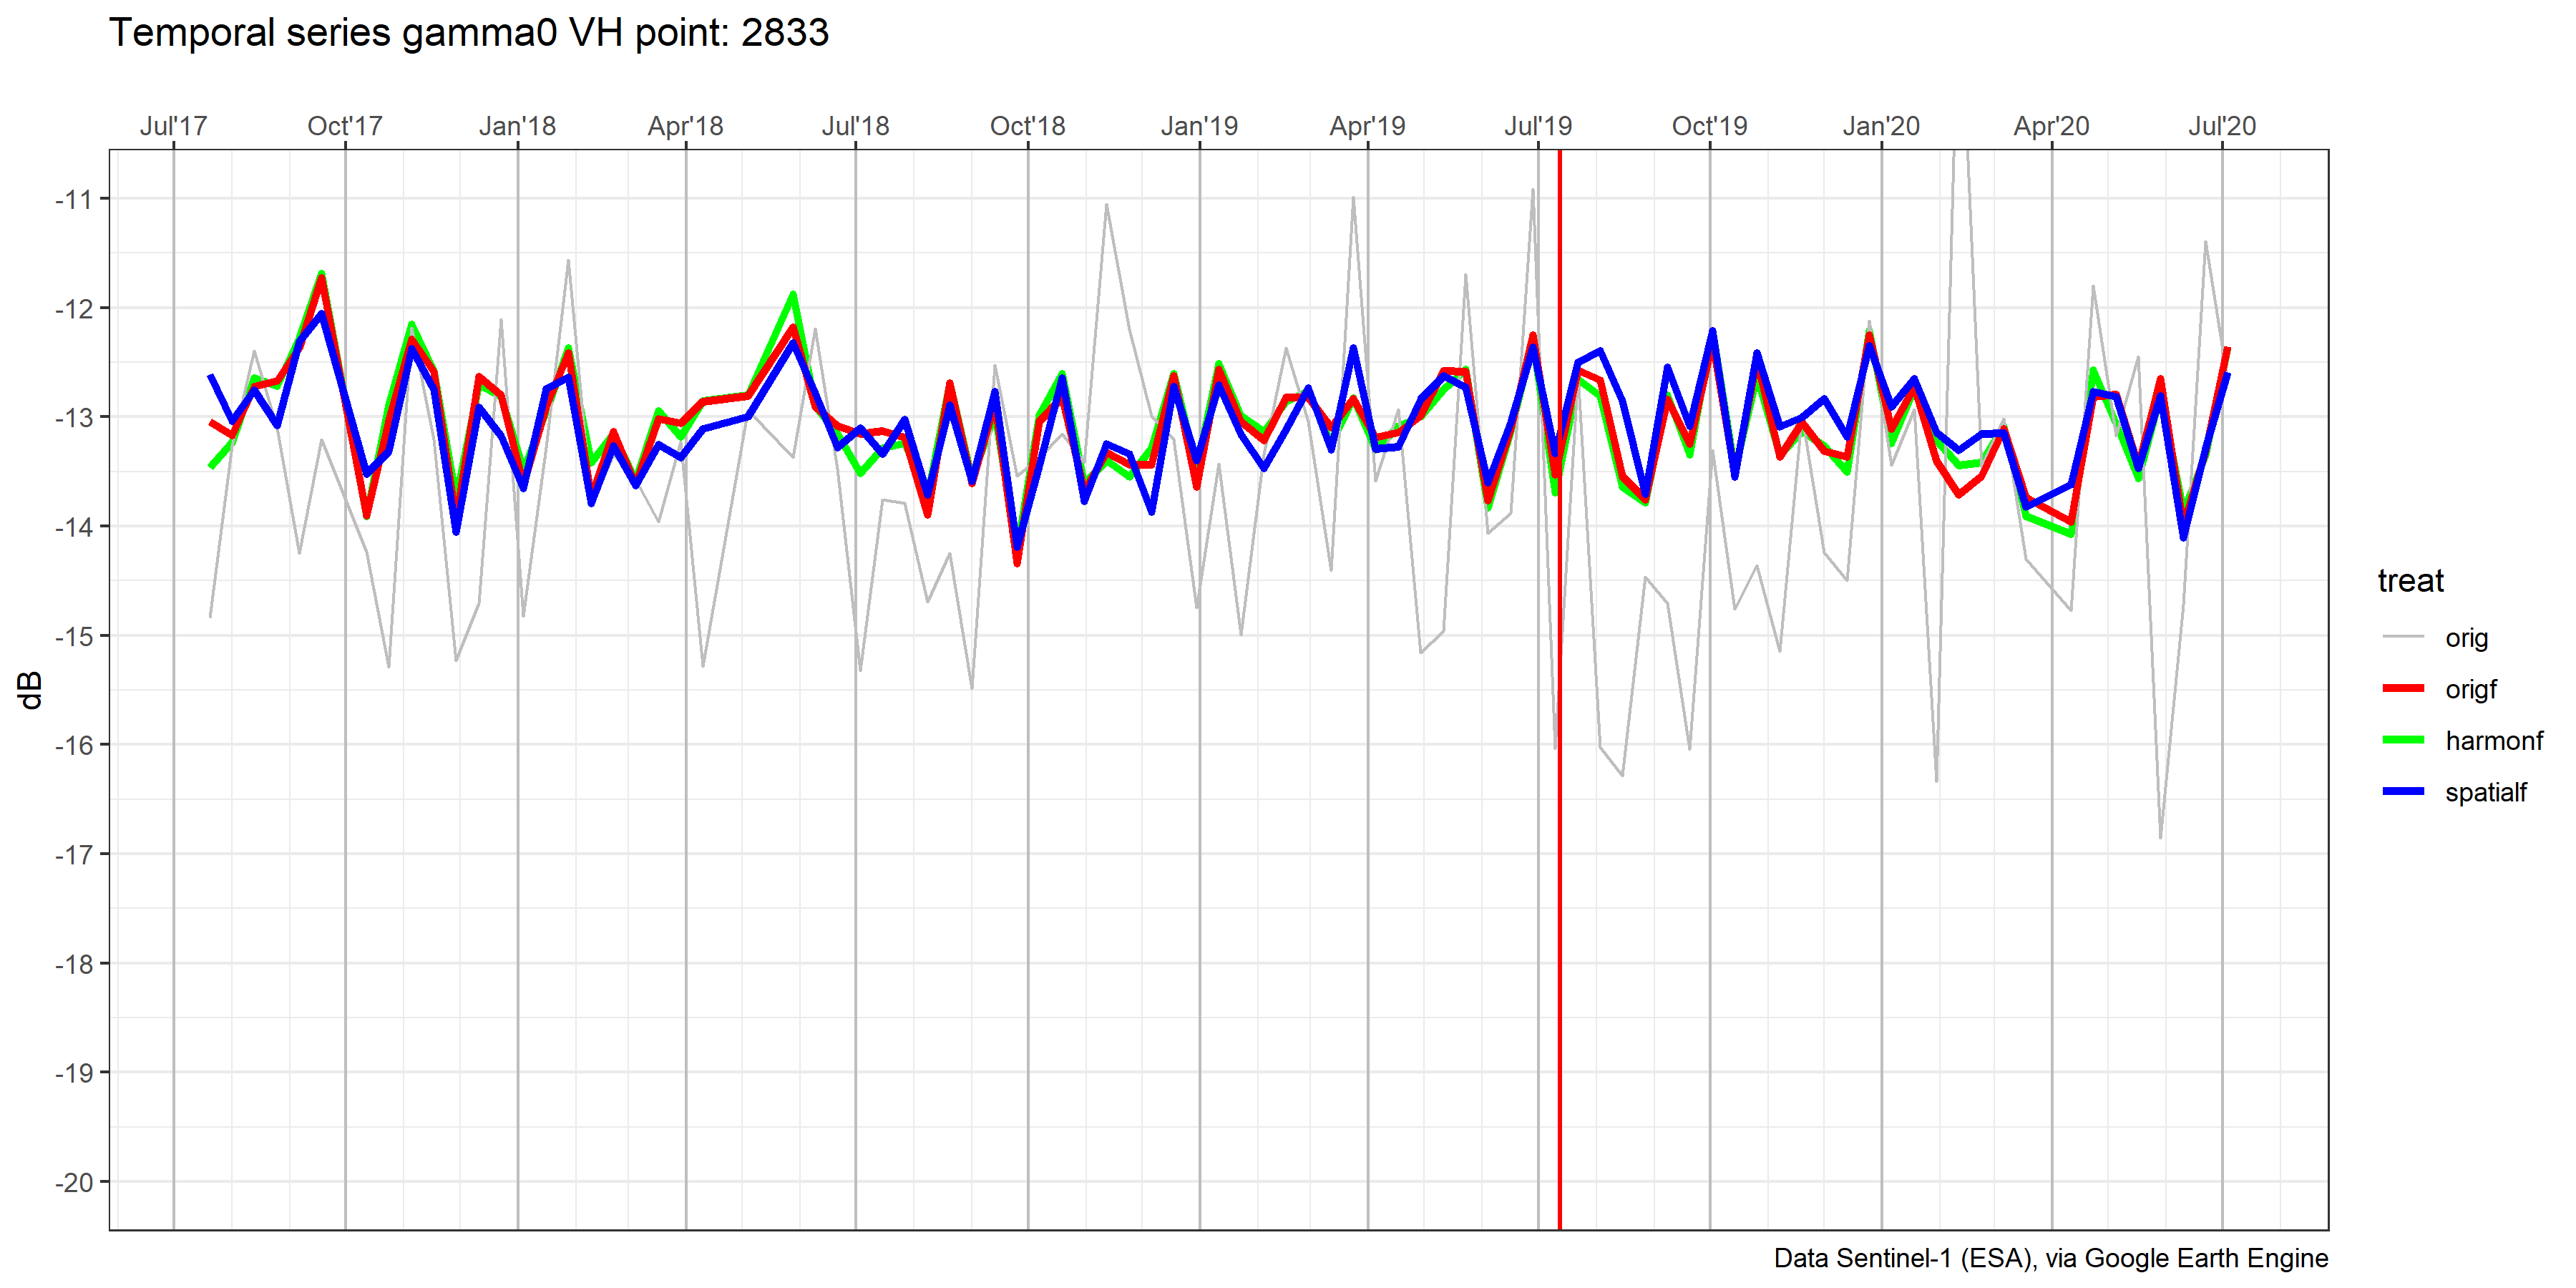 Temporal series gamma0 VH point: 2833
Jul'17 Oct'17 Jan'18 Apr'18 Jul'18 Oct'18 Jan'19 Apr'19 Jul'19 Oct'19 Jan'20 Apr'20 Jul'20
-11
-12
-13
-14
-15
-16
-17
-18
-19
-20
dB
treat
orig
origf
harmonf
spatialf
Data Sentinel-1 (ESA), via Google Earth Engine